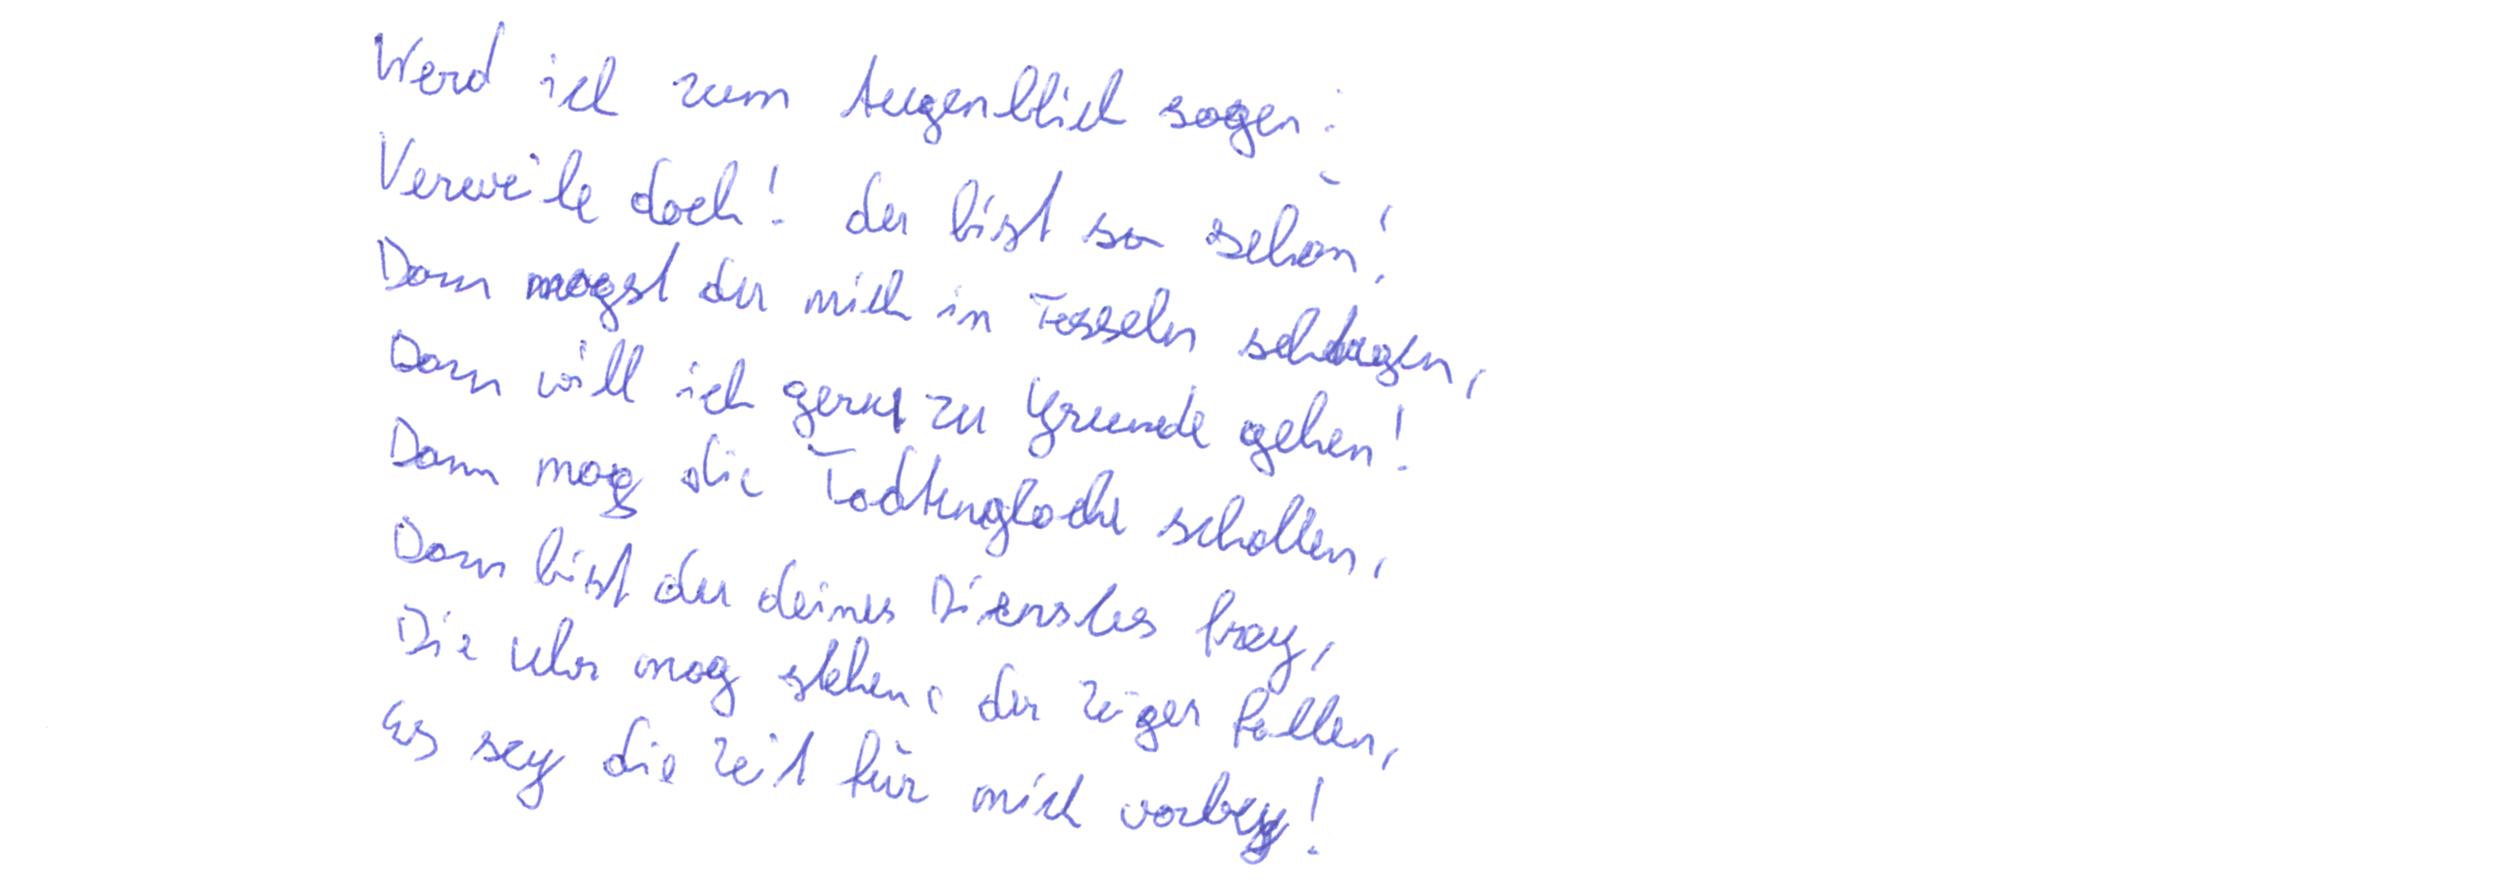 Werd ich zum Augenblick sagen:
Verweile doch! du bist so schön!
Dann magst du mich in Fesseln schlagen,
Dann will ich gern zu Grunde gehen!
Dann mag die Todtenglocke schallen,
Dann bist du deines Dienstes frey,
Die Uhr mag stehen, der Zeiger fallen,
Es sey die Zeit für mich vorbey!